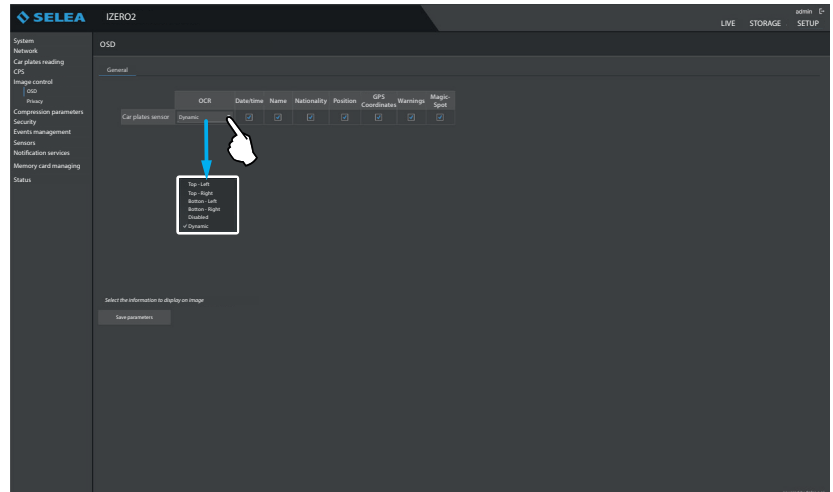 SELEA
IZERO2
admin
LIVE STORAGE SETUP
System
Network
Car plates reading
CPS
Image control
OSD
Privacy
Compression parameters
Security
Events management
Sensors
Notification services
Memory card managing
Status
OSD
General
OCR Date/time Name Nationality Position GPS Coordinates Warnings Magic-Spot
Car plates sensor Dynamic
Top - Left
Top - Right
Botton - Left
Botton - Right
Disabled
Dynamic
Select the information to display on image
Save parameters